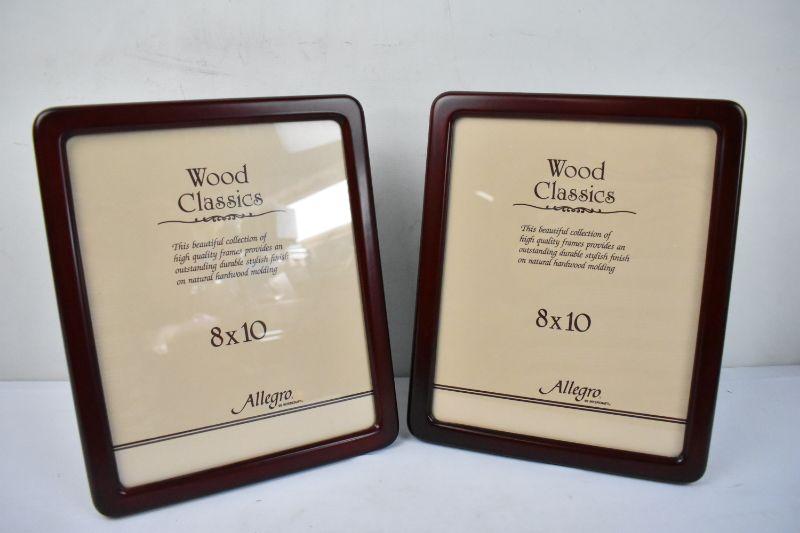 Wood
Classics
This beautiful collection of
high quality frames provides an
outstanding durable stylish finish
on natural hardwood molding
8x10
Allegro
Wood
Classics
This beautiful collection of
high quality frames provides an
outstanding durable stylish finish
on natural hardwood molding
8x10
Allegro